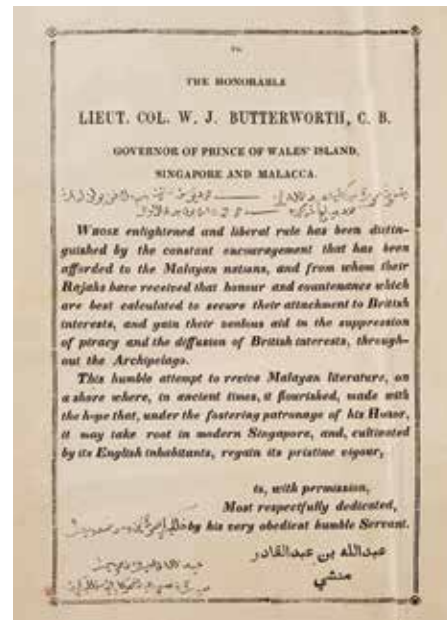 TO
THE HONORABLE
LIEUT. COL. W. J. BUTTERWORTH, C. B.
GOVERNOR OF PRINCE OF WALES' ISLAND,
SINGAPORE AND MALACCA.
WHOSE enlightened and liberal rule has been distin-
guished by the constant encouragement that has been
afforded to the Malayan nations, and from whom their
Rajahs have received that honour and countenance which
are best calculated to secure their attachment to British
interests, and gain their zealous aid in the suppression
of piracy and the diffusion of British interests, through-
out the Archipelago.
This humble attempt to revive Malayan literature, on
a shore where, in ancient times, it flourished, made with
the hope that, under the fostering patronage of his Honor,
it may take root in modern Singapore, and, cultivated
by its English inhabitants, regain its pristine vigour,
is, with permission,
Most respectfully dedicated,
by his very obedient humble Servant.
عبدالله بن عبدالقادر
منشي